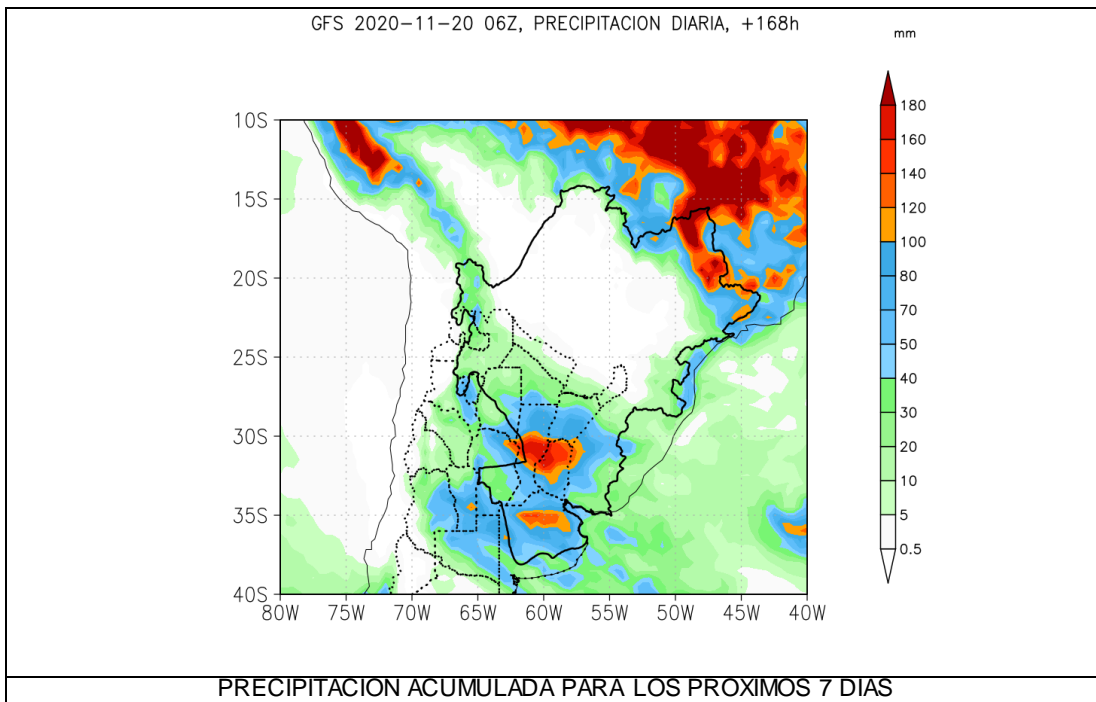 GFS 2020-11-20 06Z, PRECIPITACION DIARIA, +168h
mm
10S
15S
20S
25S
30S
35S
40S
80W 75W 70W 65W 60W 55W 50W 45W 40W
180
160
140
120
100
80
70
50
40
30
20
10
5
0.5
PRECIPITACION ACUMULADA PARA LOS PROXIMOS 7 DIAS